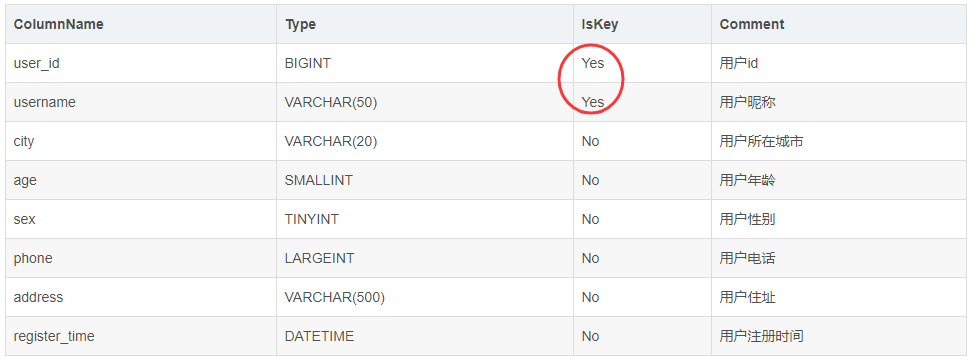 ColumnName Type IsKey Comment
user_id BIGINT Yes 用户id
username VARCHAR(50) Yes 用户昵称
city VARCHAR(20) No 用户所在城市
age SMALLINT No 用户年龄
sex TINYINT No 用户性别
phone LARGEINT No 用户电话
address VARCHAR(500) No 用户住址
register_time DATETIME No 用户注册时间